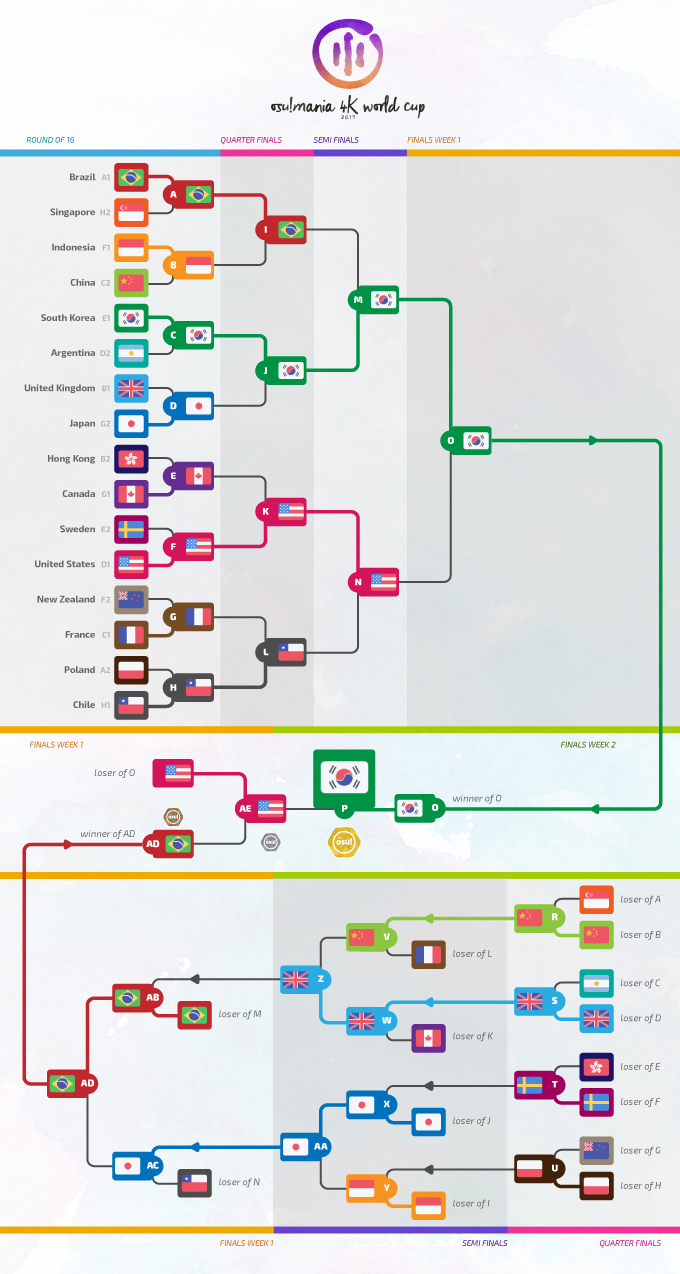 osu!mania 4K world cup
2017
ROUND OF 16
QUARTER FINALS
SEMI FINALS
FINALS WEEK 1
Brazil A1
A
Singapore H2
I
Indonesia F1
B
China C2
M
South Korea E1
C
Argentina D2
J
United Kingdom B1
D
Japan G2
O
Hong Kong B2
E
Canada G1
K
Sweden E2
F
United States D1
N
New Zealand F2
G
France C1
L
Poland A2
H
Chile H1
FINALS WEEK 1
FINALS WEEK 2
loser of O
winner of O
AE
P
O
osu!
winner of AD
AD
osu!
osu!
loser of A
R
loser of B
V
loser of L
Z
loser of C
S
loser of D
W
loser of K
AB
loser of M
loser of E
T
loser of F
AD
X
loser of J
AA
loser of G
AC
U
loser of H
loser of N
Y
loser of I
FINALS WEEK 1
SEMI FINALS
QUARTER FINALS